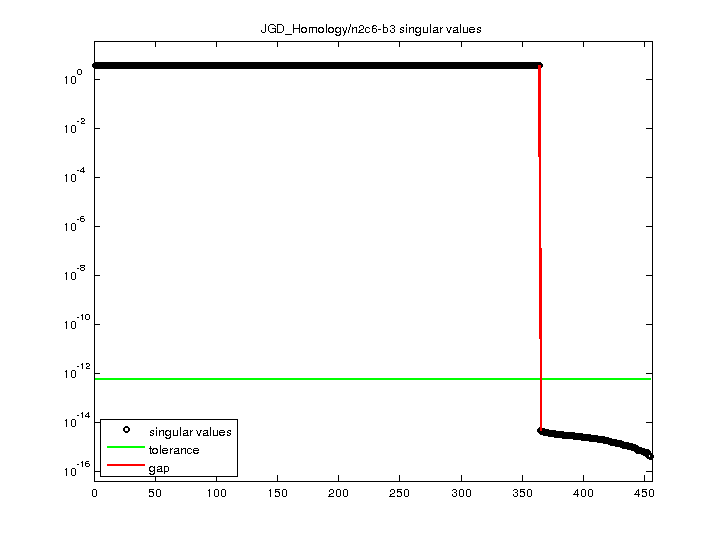 JGD_Homology/n2c6-b3 singular values
10^0
10^-2
10^-4
10^-6
10^-8
10^-10
10^-12
10^-14
10^-16
singular values
tolerance
gap
0 50 100 150 200 250 300 350 400 450